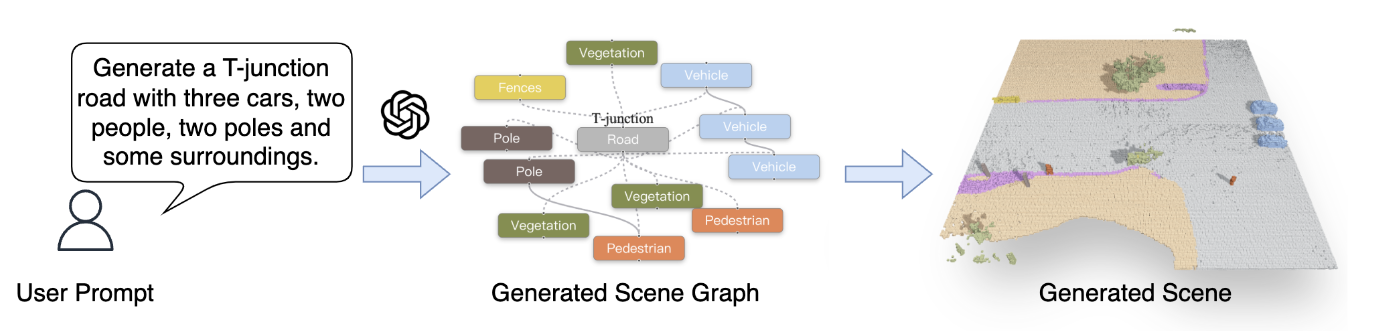 Generate a T-junction
road with three cars, two
people, two poles and
some surroundings.
User Prompt
Vegetation
Vehicle
Fences
T-junction
Vehicle
Pole
Road
Pole
Vehicle
Vegetation
Vegetation
Pedestrian
Pedestrian
Generated Scene Graph
Generated Scene